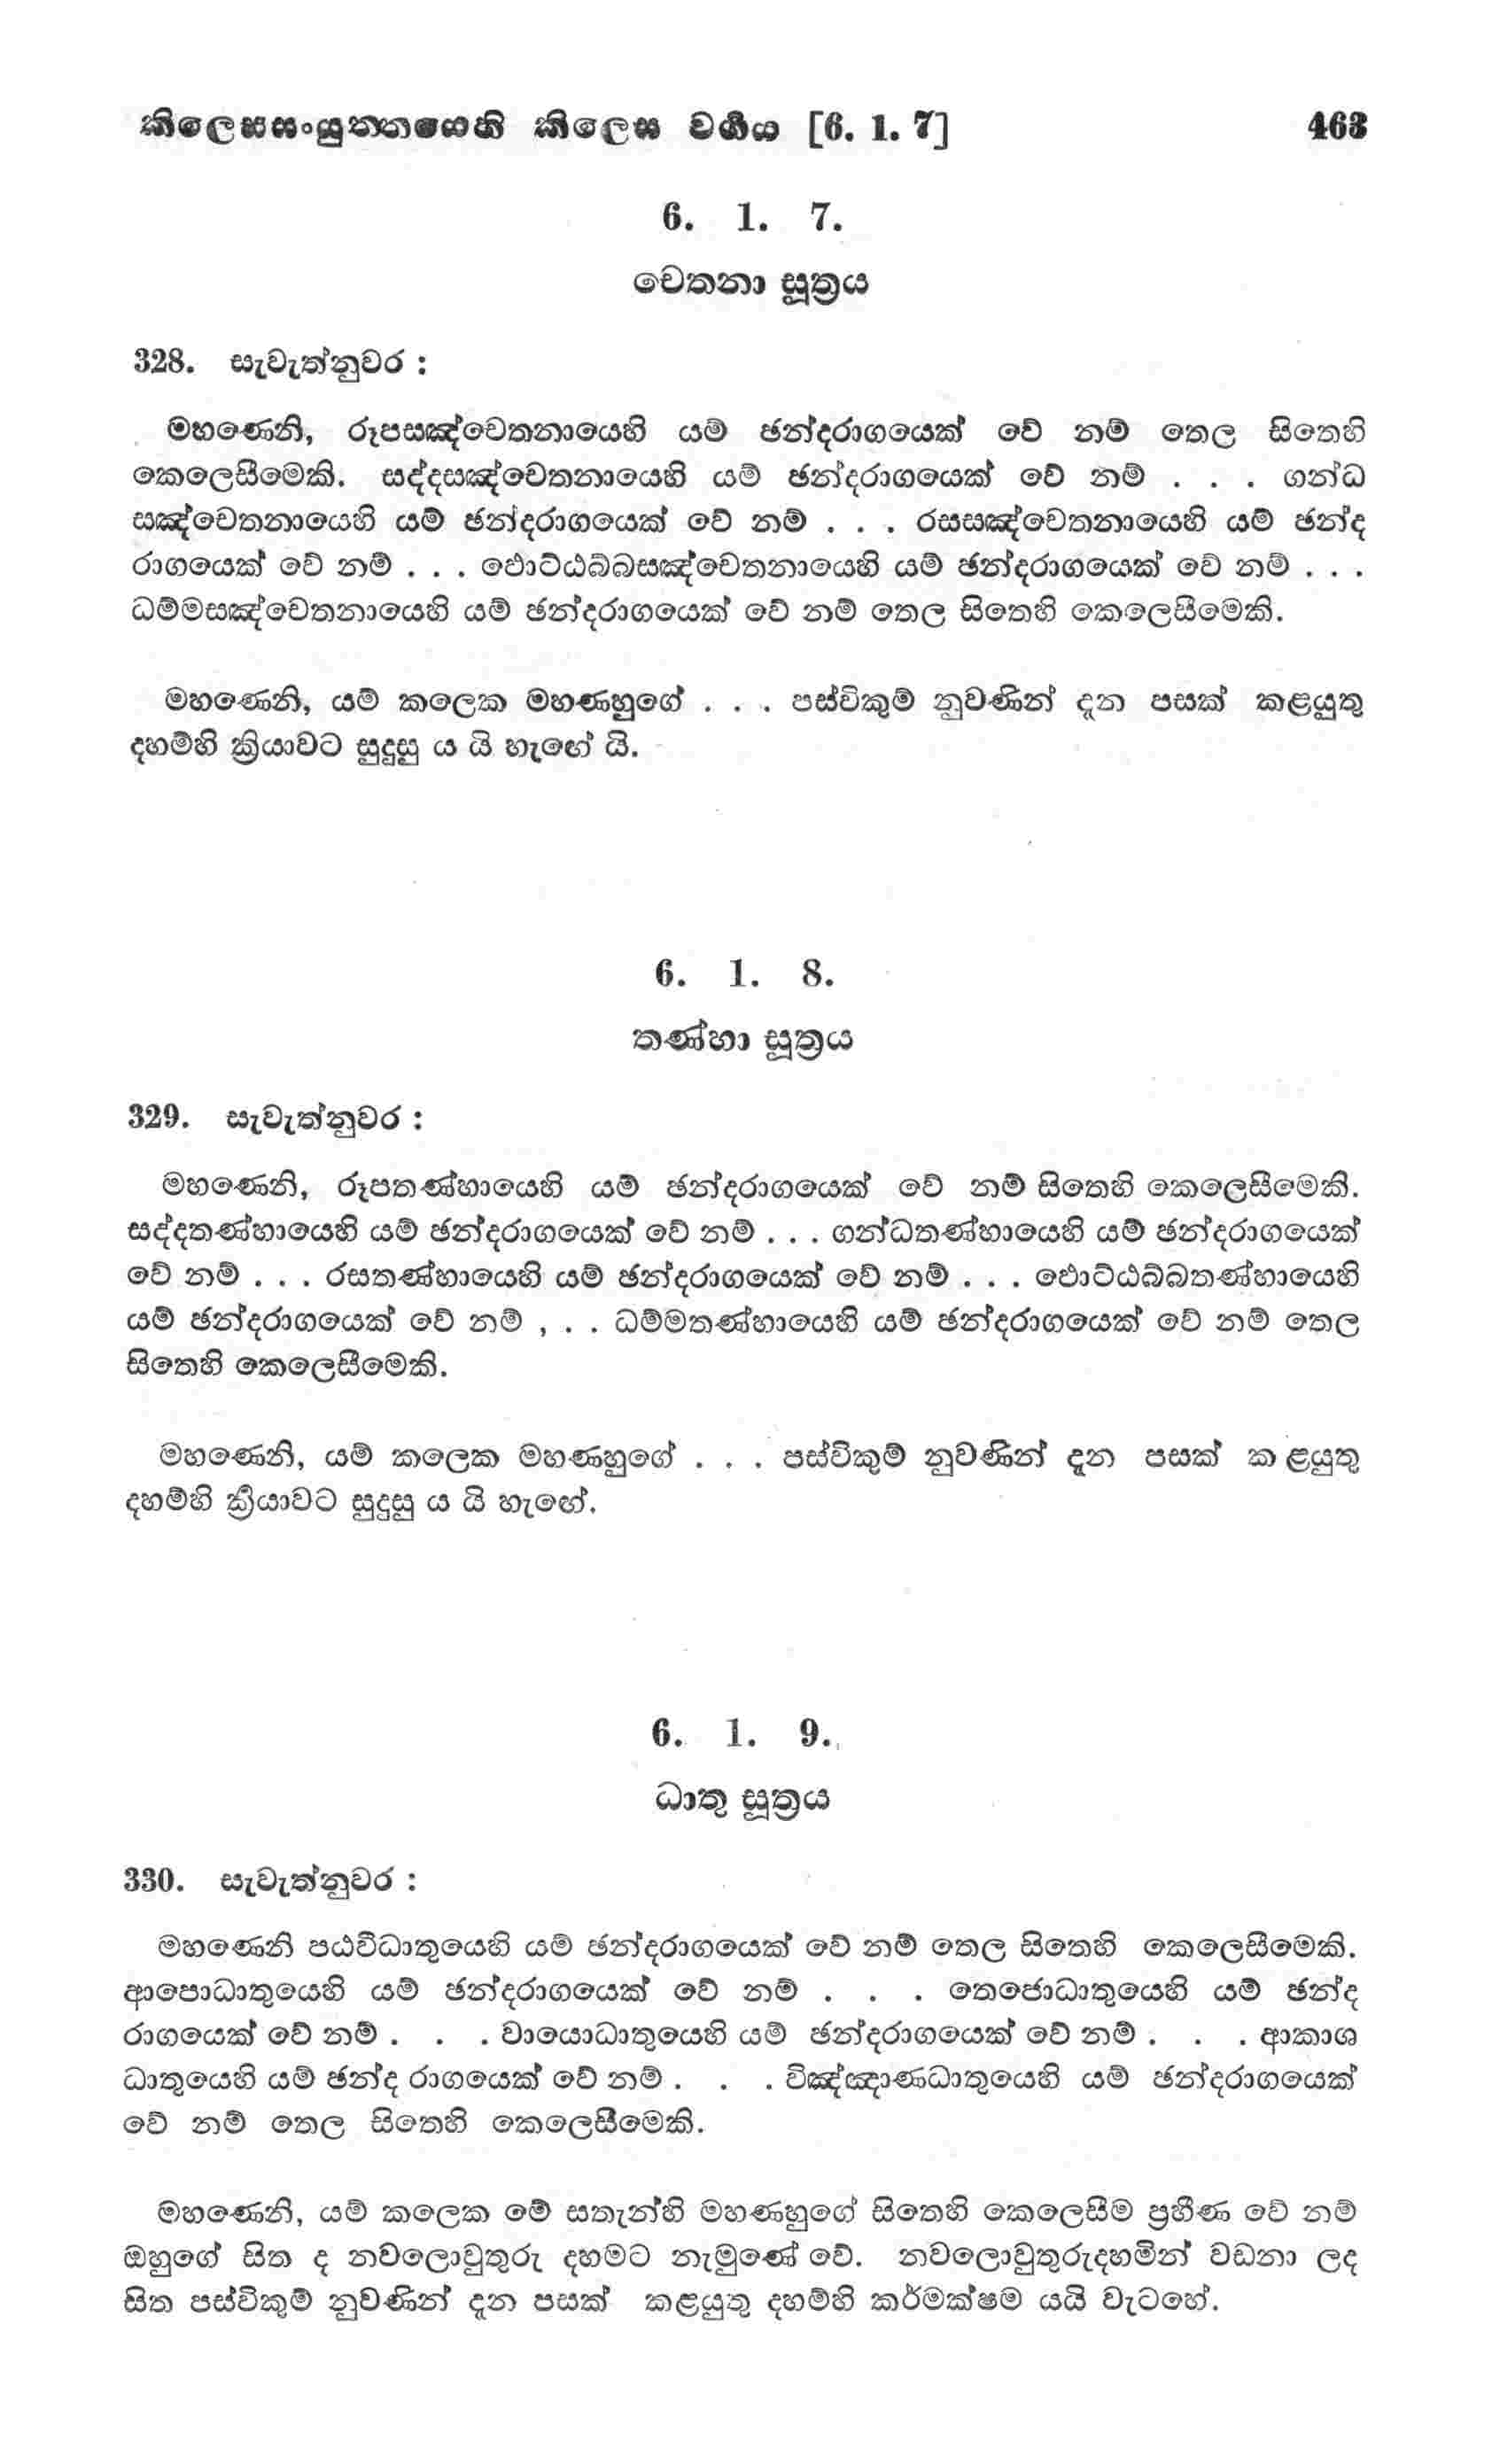 කිලෙසසංයුත්තයෙහි කිලෙස වර්‍ගය [6. 1. 7] 463
6. 1. 7.
චෙතනා සූත්‍රය
328. සැවැත්නුවර :
මහණෙනි, රූපසඤ්චෙතනායෙහි යම් ඡන්දරාගයෙක් වේ නම් තෙල සිතෙහි
කෙලෙසීමෙකි. සද්දසඤ්චෙතනායෙහි යම් ඡන්දරාගයෙක් වේ නම් . . . ගන්ධ
සඤ්චෙතනායෙහි යම් ඡන්දරාගයෙක් වේ නම් . . . රසසඤ්චෙතනායෙහි යම් ඡන්ද
රාගයෙක් වේ නම් . . . ඵොට්ඨබ්බසඤ්චෙතනායෙහි යම් ඡන්දරාගයෙක් වේ නම් . . .
ධම්මසඤ්චෙතනායෙහි යම් ඡන්දරාගයෙක් වේ නම් තෙල සිතෙහි කෙලෙසීමෙකි.
මහණෙනි, යම් කලෙක මහණහුගේ . . . පස්විකුම් නුවණින් දැන පසක් කළයුතු
දහම්හි ක්‍රියාවට සුදුසු ය යි හැඟේ යි.
6. 1. 8.
තණ්හා සූත්‍රය
329. සැවැත්නුවර :
මහණෙනි, රූපතණ්හායෙහි යම් ඡන්දරාගයෙක් වේ නම් සිතෙහි කෙලෙසීමෙකි.
සද්දතණ්හායෙහි යම් ඡන්දරාගයෙක් වේ නම් . . . ගන්ධතණ්හායෙහි යම් ඡන්දරාගයෙක්
වේ නම් . . . රසතණ්හායෙහි යම් ඡන්දරාගයෙක් වේ නම් . . . ඵොට්ඨබ්බතණ්හායෙහි
යම් ඡන්දරාගයෙක් වේ නම් , . . ධම්මතණ්හායෙහි යම් ඡන්දරාගයෙක් වේ නම් තෙල
සිතෙහි කෙලෙසීමෙකි.
මහණෙනි, යම් කලෙක මහණහුගේ . . . පස්විකුම් නුවණින් දැන පසක් ක ළයුතු
දහම්හි ක්‍රීයාවට සුදුසු ය යි හැඟේ.
6. 1. 9.
ධාතු සූත්‍රය
330. සැවැත්නුවර :
මහණෙනි පඨවීධාතුයෙහි යම් ඡන්දරාගයෙක් වේ නම් තෙල සිතෙහි කෙලෙසීමෙකි.
ආපොධාතුයෙහි යම් ඡන්දරාගයෙක් වේ නම් . . . තෙජොධාතුයෙහි යම් ඡන්ද
රාගයෙක් වේ නම් . . . වායොධාතුයෙහි යම් ඡන්දරාගයෙක් වේ නම් . . . ආකාශ
ධාතුයෙහි යම් ඡන්ද රාගයෙක් වේ නම් . . . විඤ්ඤාණධාතුයෙහි යම් ඡන්දරාගයෙක්
වේ නම් තෙල සිතෙහි කෙලෙසීමෙකි.
මහණෙනි, යම් කලෙක මේ සතැන්හි මහණහුගේ සිතෙහි කෙලෙසීම ප්‍රහීණ වේ නම්
ඔහුගේ සිත ද නවලොවුතුරු දහමට නැමුණේ වේ. නවලොවුතුරුදහමින් වඩනා ලද
සිත පස්විකුම් නුවණින් දැන පසක් කළයුතු දහම්හි කර්මක්ෂම යයි වැටහේ.